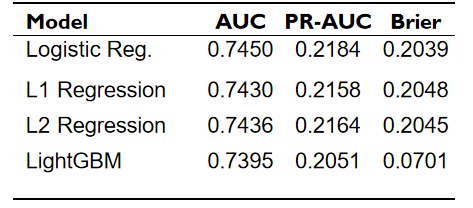 Model AUC PR-AUC Brier
Logistic Reg. 0.7450 0.2184 0.2039
L1 Regression 0.7430 0.2158 0.2048
L2 Regression 0.7436 0.2164 0.2045
LightGBM 0.7395 0.2051 0.0701